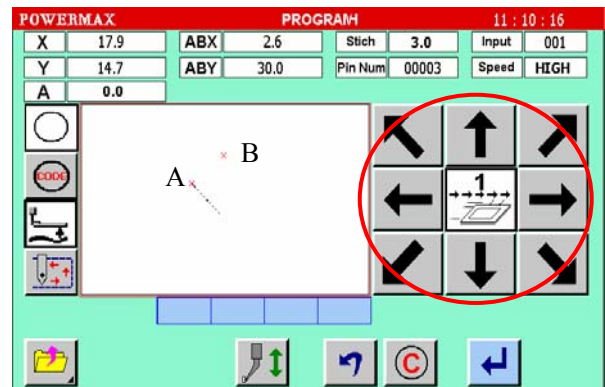 POWERMAX PROGRAM 11 : 10 : 16
X 17.9 ABX 2.6 Stich 3.0 Input 001
Y 14.7 ABY 30.0 Pin Num 00003 Speed HIGH
A 0.0
B
A
CODE
1
C